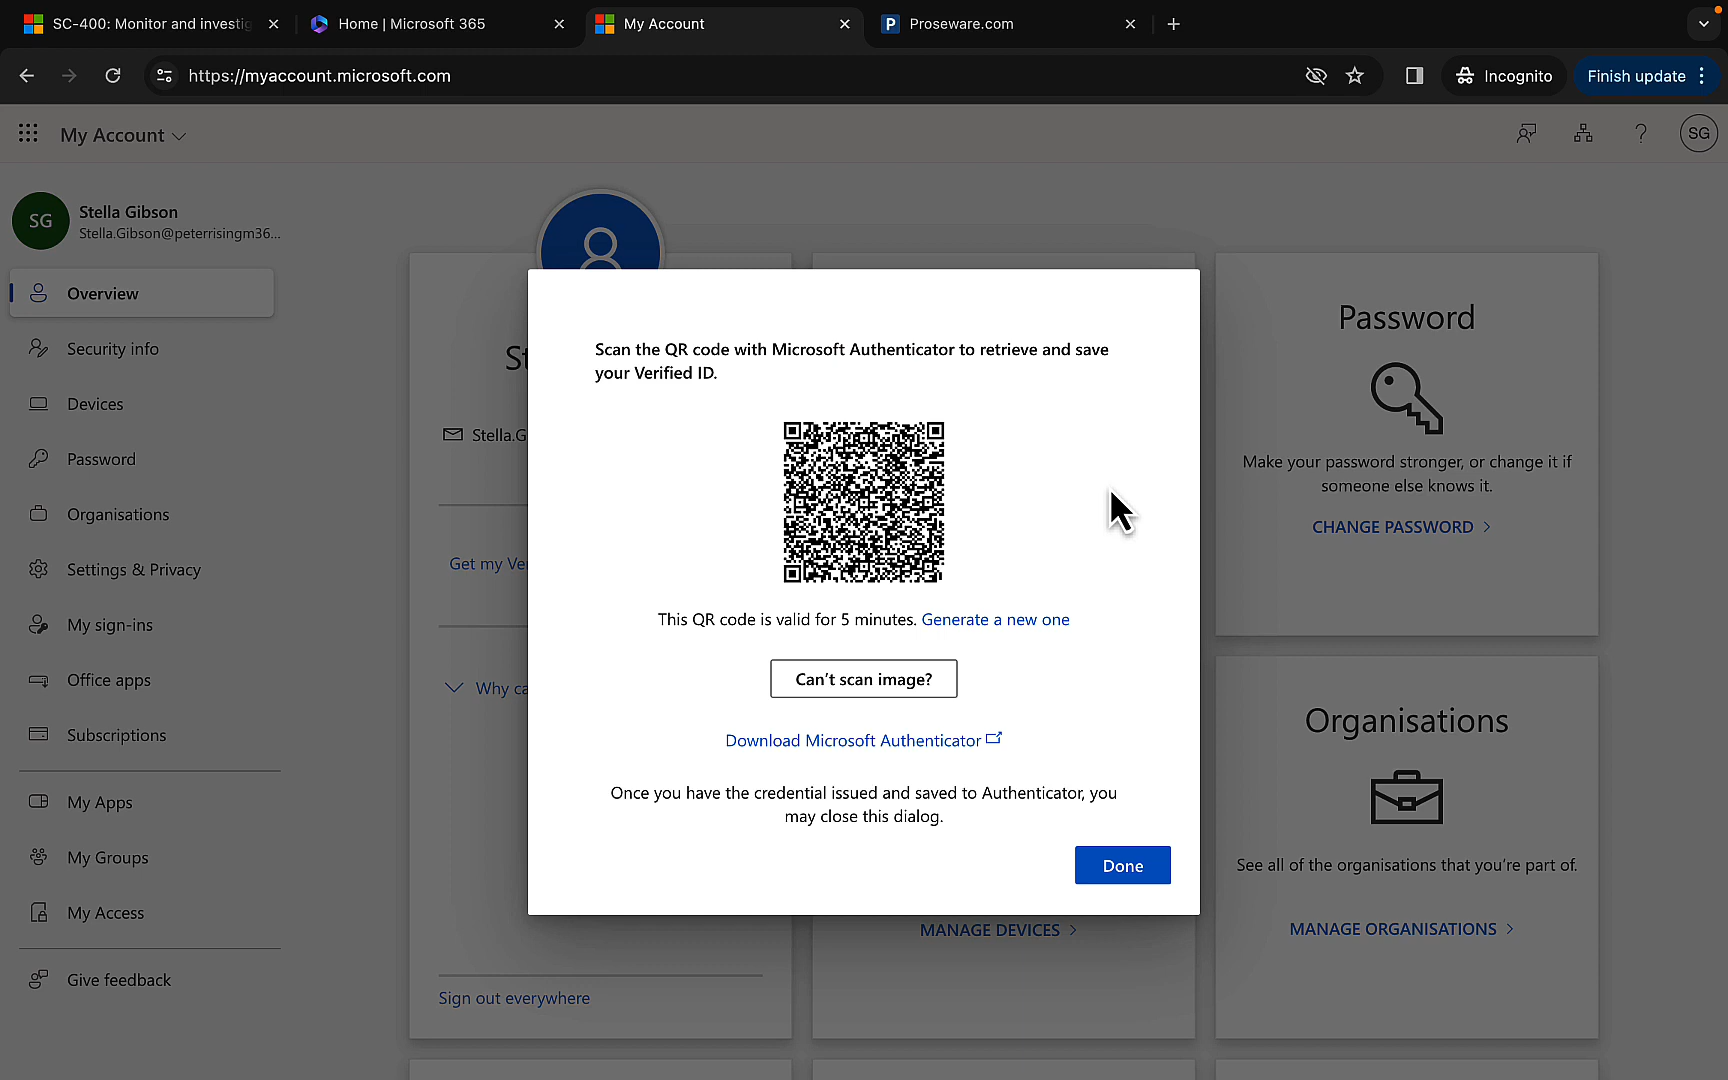 SC-400: Monitor and investig
Home | Microsoft 365
My Account
P
Proseware.com
https://myaccount.microsoft.com
Incognito
Finish update
My Account
?
SG
SG
Stella Gibson
Stella.Gibson@peterrisingm36...
Overview
Security info
Devices
Password
Organisations
Settings & Privacy
My sign-ins
Office apps
Subscriptions
My Apps
My Groups
My Access
Give feedback
St
Stella.G
Get my Ver
Why ca
Sign out everywhere
Scan the QR code with Microsoft Authenticator to retrieve and save
your Verified ID.
This QR code is valid for 5 minutes. Generate a new one
Can't scan image?
Download Microsoft Authenticator
Once you have the credential issued and saved to Authenticator, you
may close this dialog.
Done
MANAGE DEVICES
Password
Make your password stronger, or change it if
someone else knows it.
CHANGE PASSWORD
Organisations
See all of the organisations that you're part of.
MANAGE ORGANISATIONS